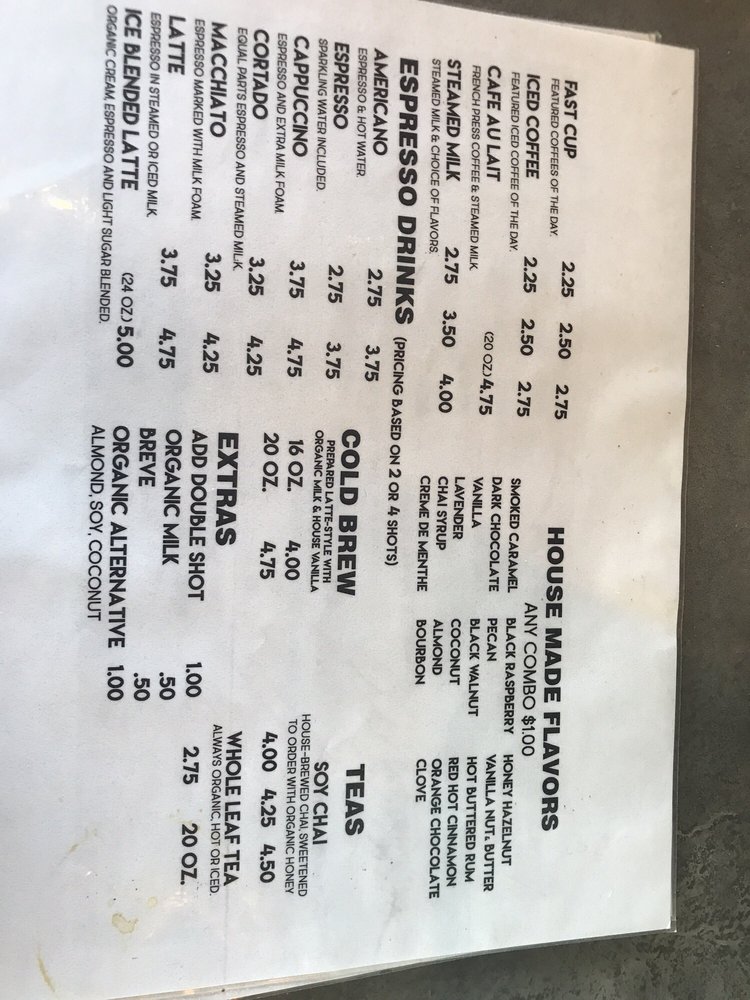 FAST CUP 2.25 2.50 2.75
FEATURED COFFEES OF THE DAY.
ICED COFFEE 2.25 2.50 2.75
FEATURED ICED COFFEE OF THE DAY.
CAFE AU LAIT (20 OZ) 4.75
FRENCH PRESS COFFEE & STEAMED MILK.
STEAMED MILK 2.75 3.50 4.00
STEAMED MILK & CHOICE OF FLAVORS.
HOUSE MADE FLAVORS
ANY COMBO $1.00
SMOKED CARAMEL BLACK RASPBERRY HONEY HAZELNUT
DARK CHOCOLATE PECAN VANILLA NUT & BUTTER
VANILLA BLACK WALNUT HOT BUTTERED RUM
LAVENDER COCONUT RED HOT CINNAMON
CHAI SYRUP ALMOND ORANGE CHOCOLATE
CREME DE MENTHE BOURBON CLOVE
ESPRESSO DRINKS (PRICING BASED ON 2 OR 4 SHOTS)
AMERICANO 2.75 3.75
ESPRESSO & HOT WATER.
ESPRESSO 2.75 3.75
SPARKLING WATER INCLUDED.
CAPPUCCINO 3.75 4.75
ESPRESSO AND EXTRA MILK FOAM.
CORTADO 3.25 4.25
EQUAL PARTS ESPRESSO AND STEAMED MILK.
MACCHIATO 3.25 4.25
ESPRESSO MARKED WITH MILK FOAM.
LATTE 3.75 4.75
ESPRESSO IN STEAMED OR ICED MILK.
ICE BLENDED LATTE (24 OZ) 5.00
ORGANIC CREAM, ESPRESSO AND LIGHT SUGAR BLENDED.
COLD BREW
PREPARED LATTE-STYLE WITH
ORGANIC MILK & HOUSE VANILLA
16 OZ. 4.00
20 OZ. 4.75
EXTRAS
ADD DOUBLE SHOT 1.00
ORGANIC MILK .50
BREVE .50
ORGANIC ALTERNATIVE 1.00
ALMOND, SOY, COCONUT
TEAS
SOY CHAI
HOUSE-BREWED CHAI, SWEETENED
TO ORDER WITH ORGANIC HONEY
4.00 4.25 4.50
WHOLE LEAF TEA
ALWAYS ORGANIC, HOT OR ICED.
2.75 20 OZ.